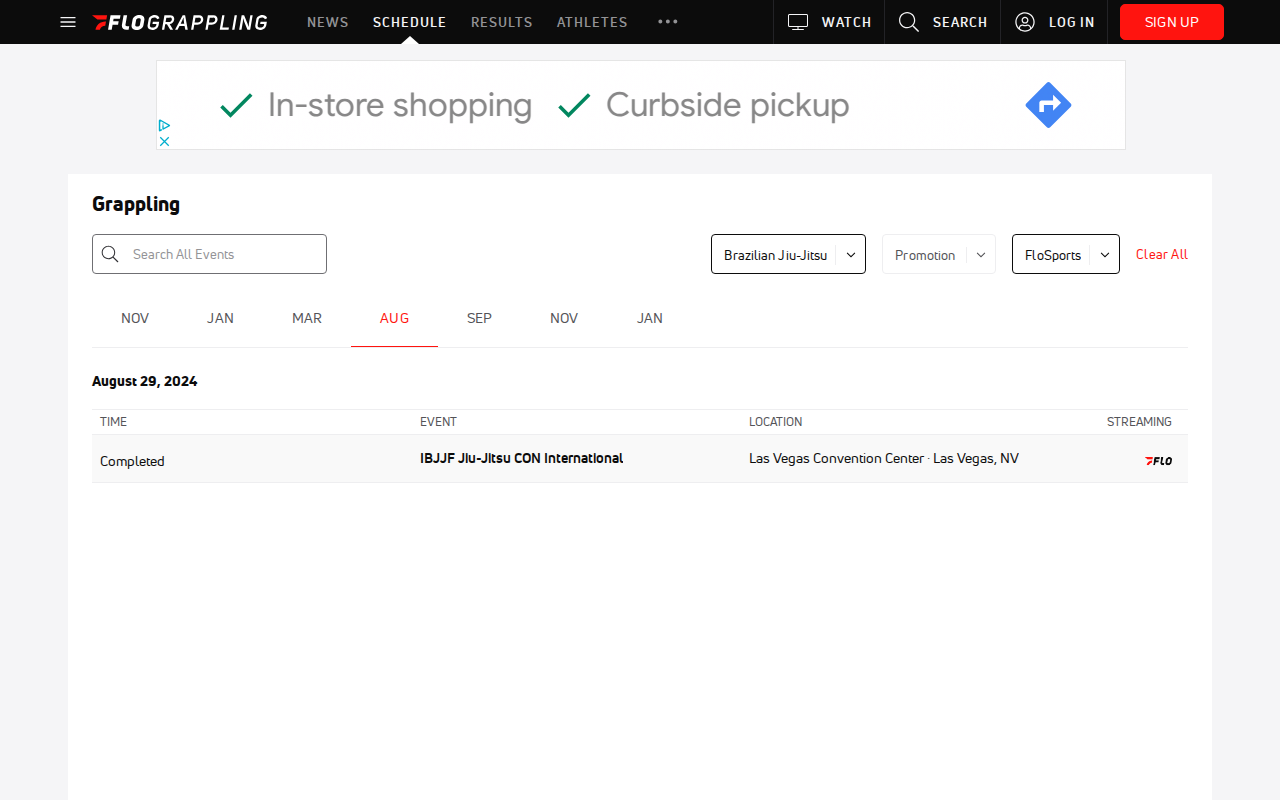 FLOGRAPPLING NEWS SCHEDULE RESULTS ATHLETES WATCH SEARCH LOG IN SIGN UP
In-store shopping Curbside pickup
Grappling
Search All Events Brazilian Jiu-Jitsu Promotion FloSports Clear All
NOV JAN MAR AUG SEP NOV JAN
August 29, 2024
TIME EVENT LOCATION STREAMING
Completed IBJJF Jiu-Jitsu CON International Las Vegas Convention Center · Las Vegas, NV FLO